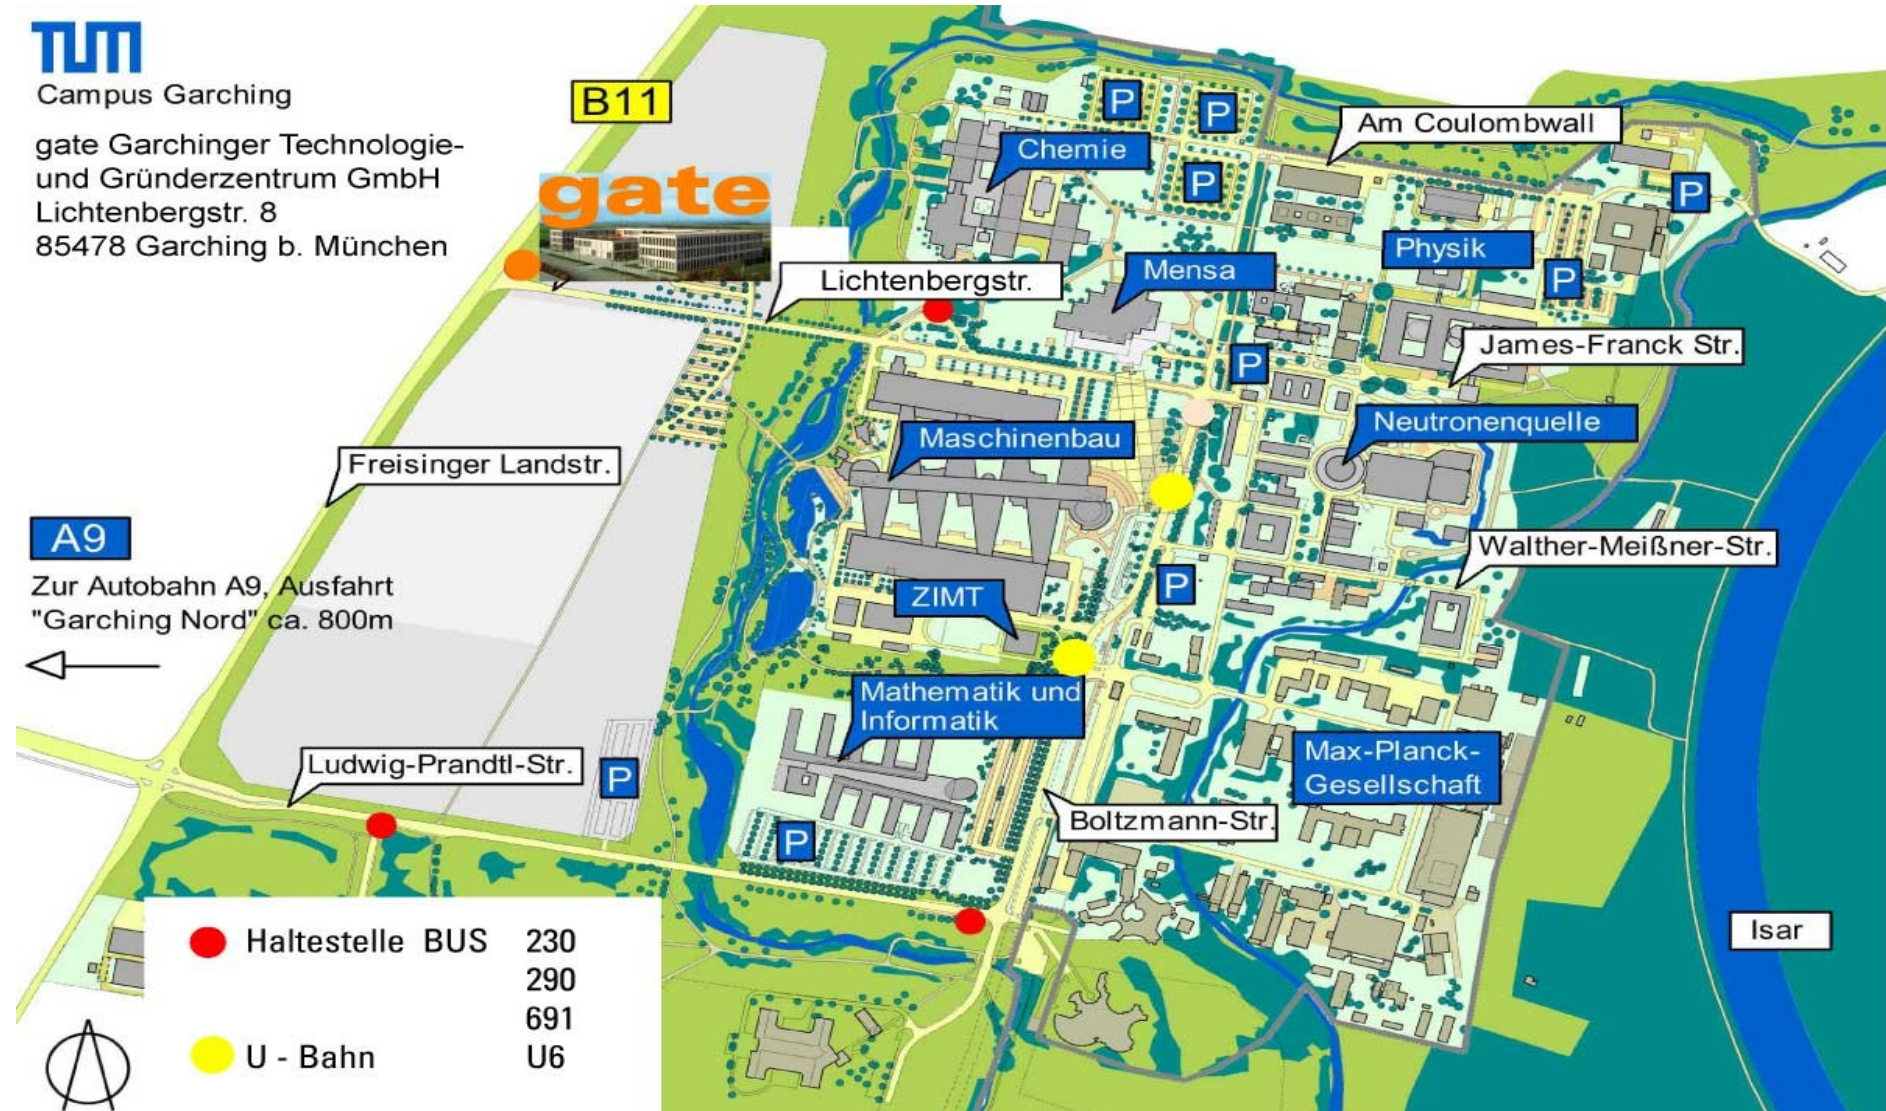 TUM
Campus Garching
gate Garchinger Technologie-
und Gründerzentrum GmbH
Lichtenbergstr. 8
85478 Garching b. München
B11
gate
P
P
P
P
P
P
P
P
P
Chemie
Am Coulombwall
Physik
Mensa
Lichtenbergstr.
James-Franck Str.
Neutronenquelle
Maschinenbau
Freisinger Landstr.
A9
Zur Autobahn A9, Ausfahrt
"Garching Nord" ca. 800m
Walther-Meißner-Str.
ZIMT
Mathematik und
Informatik
Max-Planck-
Gesellschaft
Ludwig-Prandtl-Str.
Boltzmann-Str.
Isar
Haltestelle BUS 230
290
691
U - Bahn U6